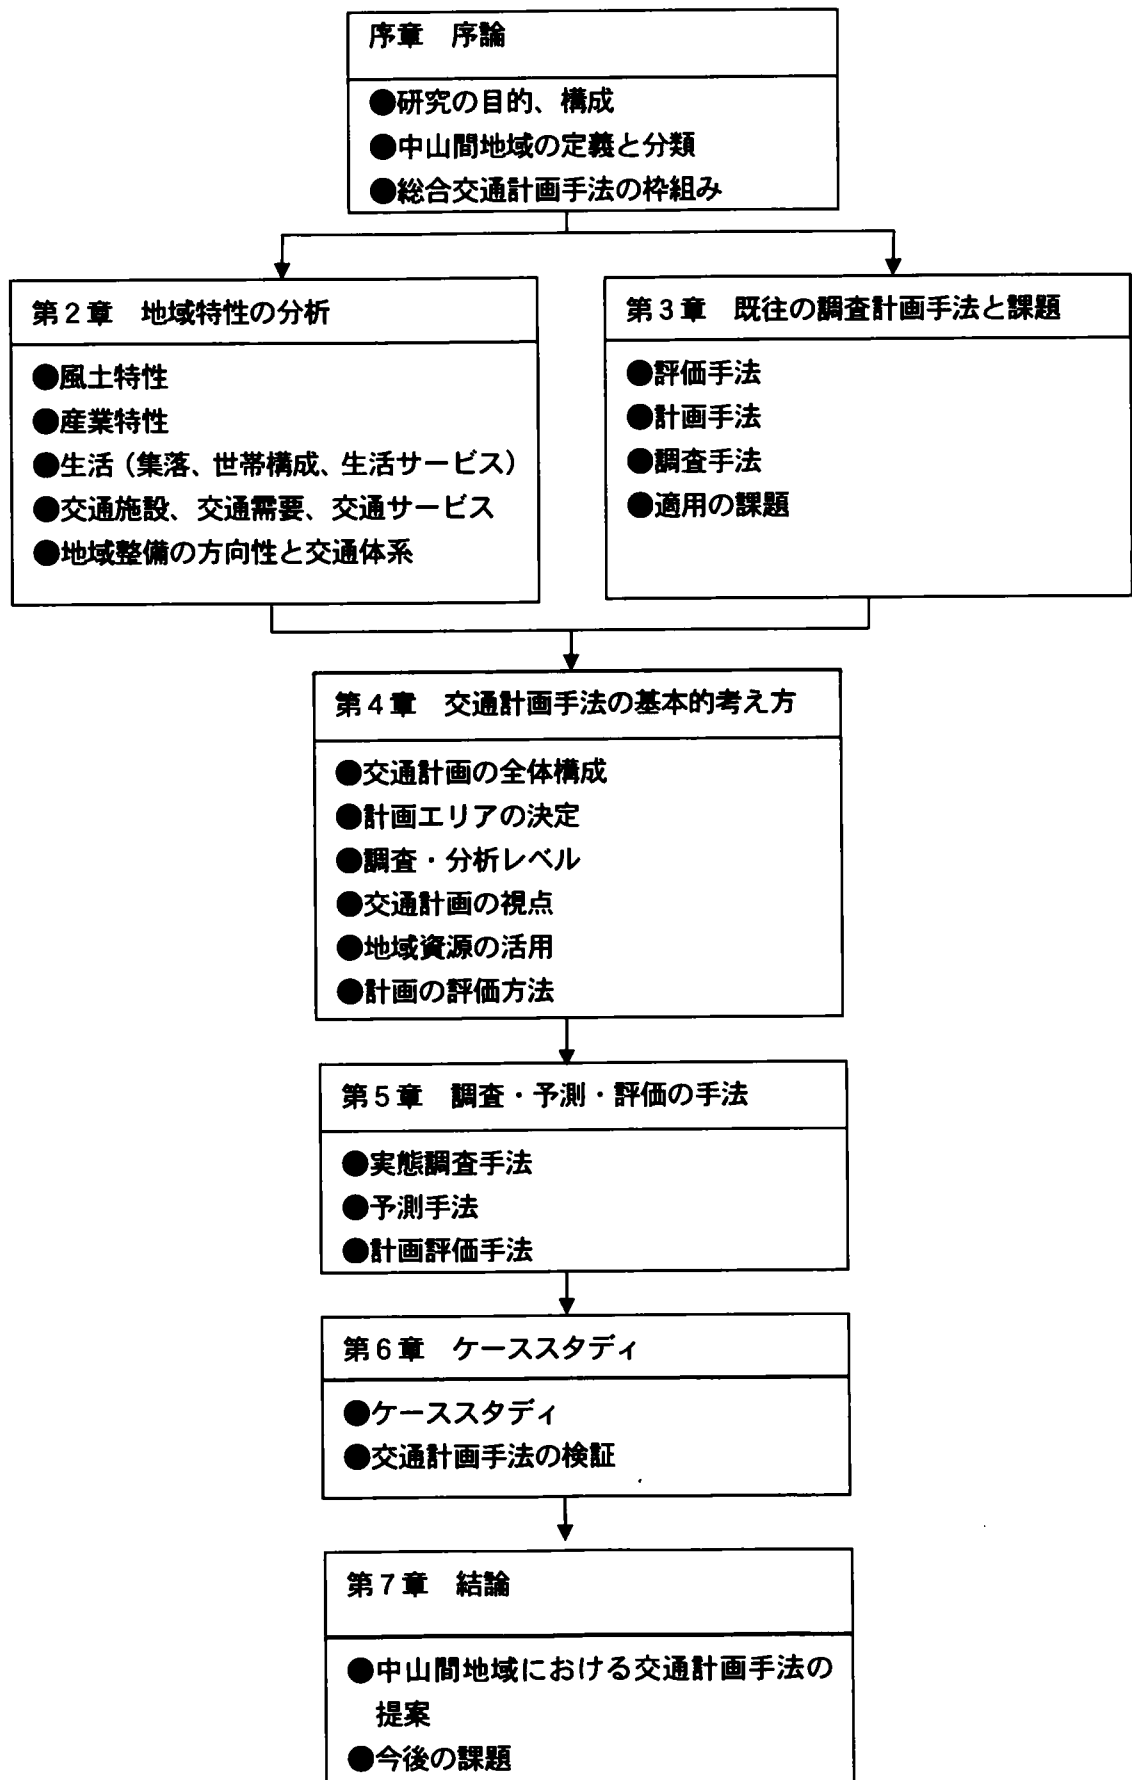 序章　序論
●研究の目的、構成
●中山間地域の定義と分類
●総合交通計画手法の枠組み
第２章　地域特性の分析
●風土特性
●産業特性
●生活（集落、世帯構成、生活サービス）
●交通施設、交通需要、交通サービス
●地域整備の方向性と交通体系
第３章　既往の調査計画手法と課題
●評価手法
●計画手法
●調査手法
●適用の課題
第４章　交通計画手法の基本的考え方
●交通計画の全体構成
●計画エリアの決定
●調査・分析レベル
●交通計画の視点
●地域資源の活用
●計画の評価方法
第５章　調査・予測・評価の手法
●実態調査手法
●予測手法
●計画評価手法
第６章　ケーススタディ
●ケーススタディ
●交通計画手法の検証
第７章　結論
●中山間地域における交通計画手法の
提案
●今後の課題